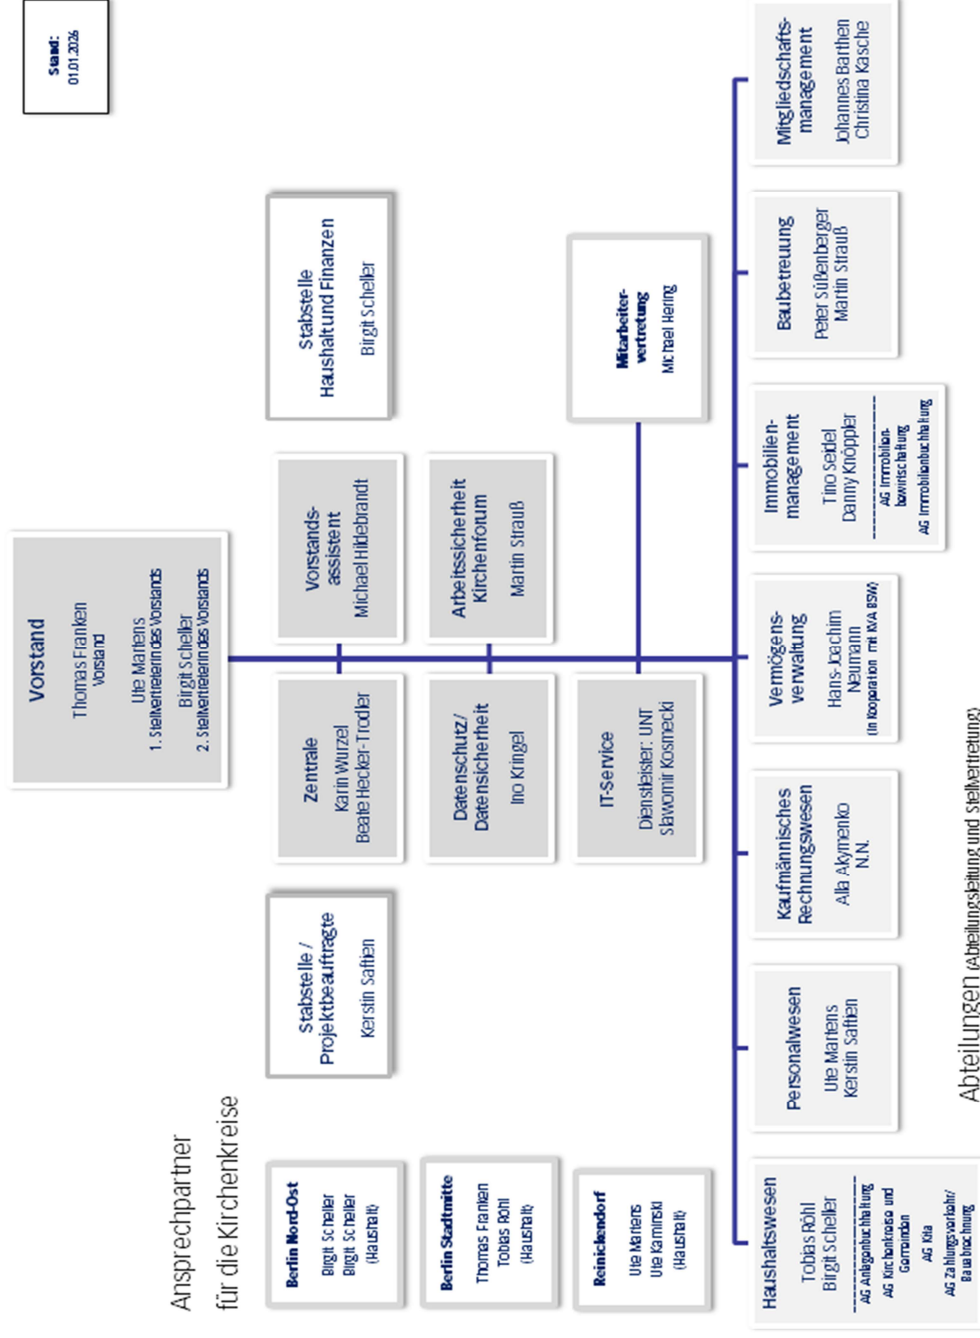 Stand:
01.01.2026
Vorstand
Thomas Franken
Vorstand
Ute Martens
1. Stellvertreterin des Vorstands
Birgit Scheller
2. Stellvertreterin des Vorstands
Ansprechpartner
für die Kirchenkreise
Berlin Nord-Ost
Birgit Scheller
Birgit Scheller
(Haushalt)
Berlin Stadtmitte
Thomas Franken
Tobias Röhl
(Haushalt)
Reinickendorf
Ute Martens
Ute Kaminski
(Haushalt)
Stabstelle /
Projektbeauftragte
Kerstin Saftien
Zentrale
Karin Wurzel
Beate Hecker-Trodler
Vorstands-
assistent
Michael Hildebrandt
Stabstelle
Haushalt und Finanzen
Birgit Scheller
Datenschutz/
Datensicherheit
Ino Kringel
Arbeitssicherheit
Kirchenforum
Martin Strauß
IT-Service
Dienstleister: UNT
Slawomir Kosmecki
Mitarbeiter-
vertretung
Michael Hering
Haushaltswesen
Tobias Röhl
Birgit Scheller
AG Anlagenbuchhaltung
AG Kirchenkreise und
Gemeinden
AG Kita
AG Zahlungsverkehr/
Bauabrechnung
Personalwesen
Ute Martens
Kerstin Saftien
Kaufmännisches
Rechnungswesen
Alla Akymenko
N.N.
Vermögens-
verwaltung
Hans-Joachim
Neumann
(in Kooperation mit KVA BSW)
Immobilien-
management
Tino Seidel
Danny Knöppler
AG Immobilien-
bewirtschaftung
AG Immobilienbuchhaltung
Baubetreuung
Peter Süßenberger
Martin Strauß
Mitgliedschafts-
management
Johannes Barthen
Christina Kasche
Abteilungen (Abteilungsleitung und Stellvertretung)